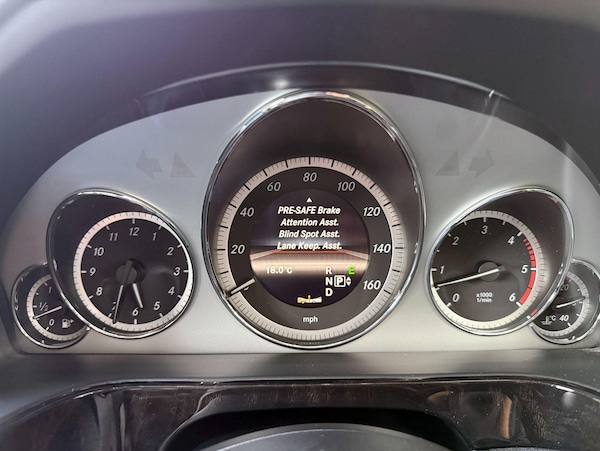 80
60 100
40 120
20 140
160
PRE-SAFE Brake
Attention Asst.
Blind Spot Asst.
Lane Keep. Asst.
18.0°C
R E
N P
D
mph
12
11 1
10 2
9 3
8 4
7 5
6
½
3 4
2 5
1 6
0
x1000
1/min
120
°C 40